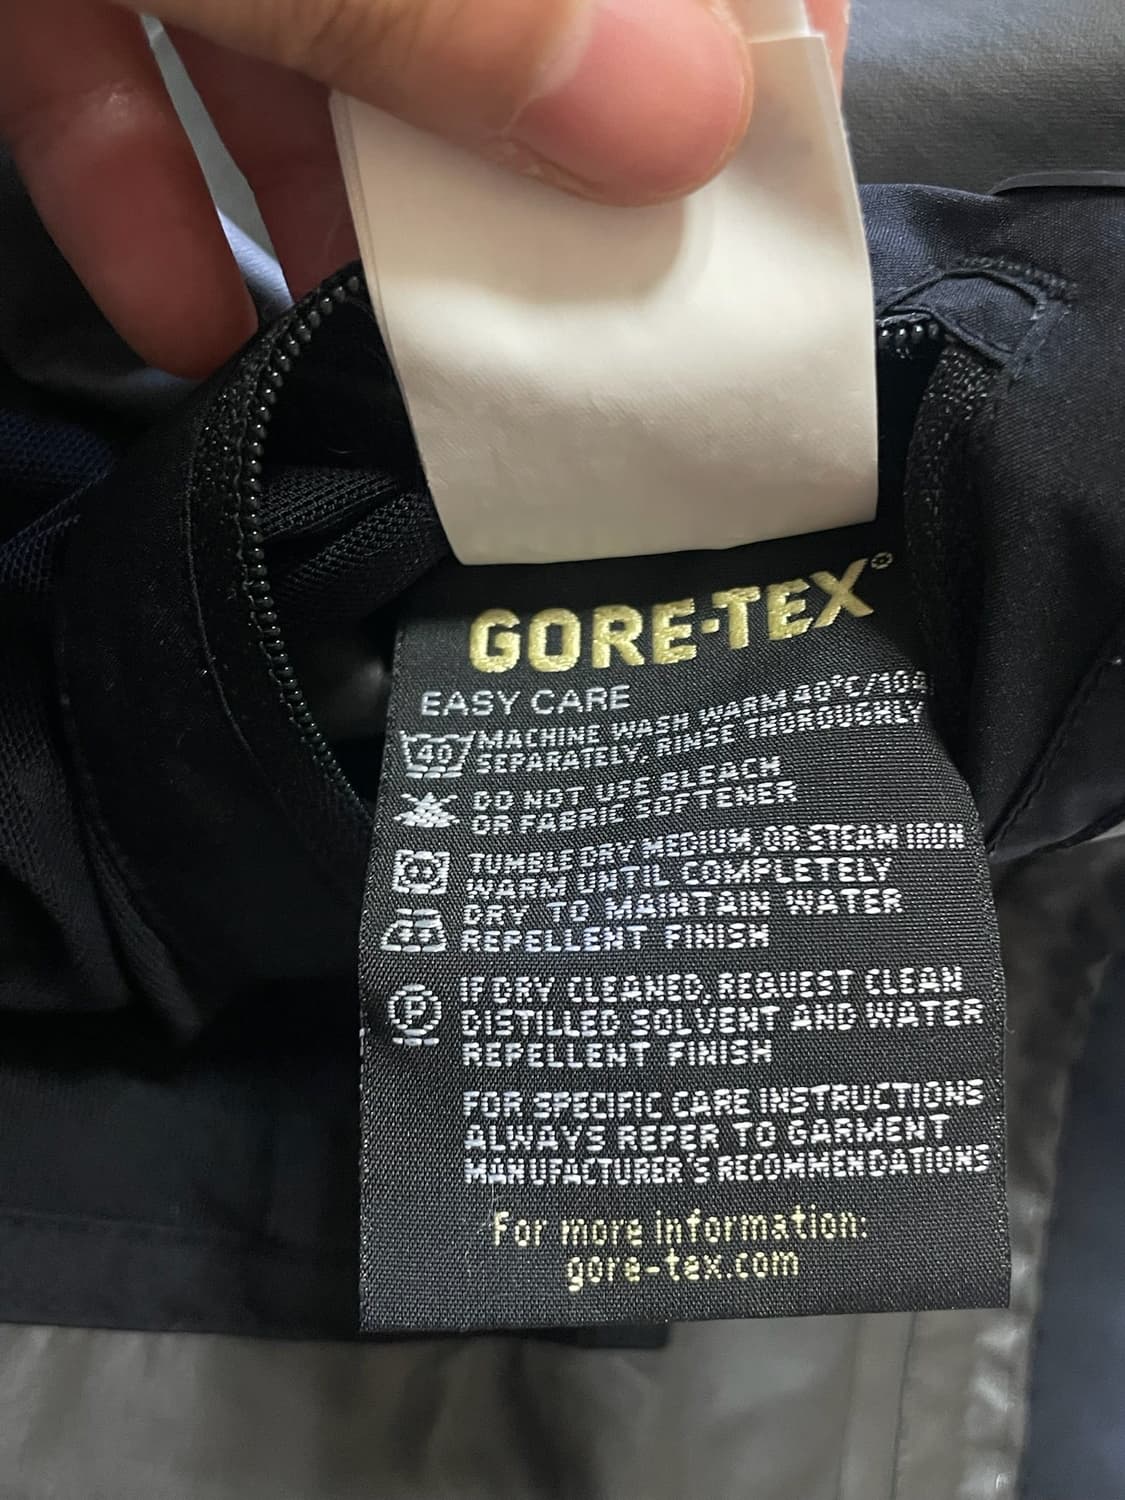 GORE-TEX®
EASY CARE
40 MACHINE WASH WARM 40°C/104
SEPARATELY, RINSE THOROUGHLY
DO NOT USE BLEACH
OR FABRIC SOFTENER
TUMBLE DRY MEDIUM, OR STEAM IRON
WARM UNTIL COMPLETELY
DRY TO MAINTAIN WATER
REPELLENT FINISH
P IF DRY CLEANED, REQUEST CLEAN
DISTILLED SOLVENT AND WATER
REPELLENT FINISH
FOR SPECIFIC CARE INSTRUCTIONS
ALWAYS REFER TO GARMENT
MANUFACTURER'S RECOMMENDATIONS
For more information:
gore-tex.com